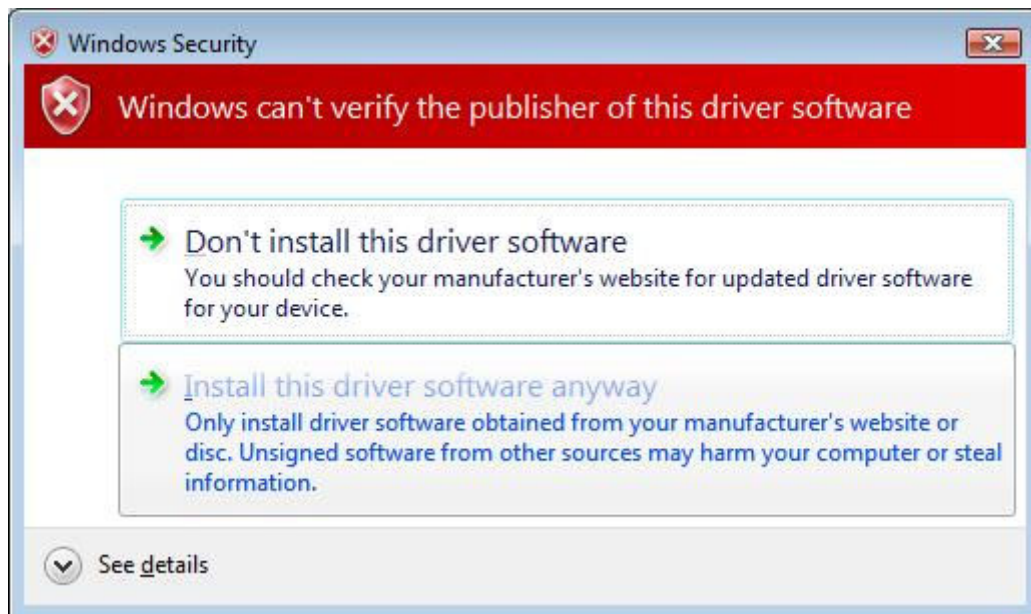 Windows Security
Windows can't verify the publisher of this driver software
Don't install this driver software
You should check your manufacturer's website for updated driver software
for your device.
Install this driver software anyway
Only install driver software obtained from your manufacturer's website or
disc. Unsigned software from other sources may harm your computer or steal
information.
See details